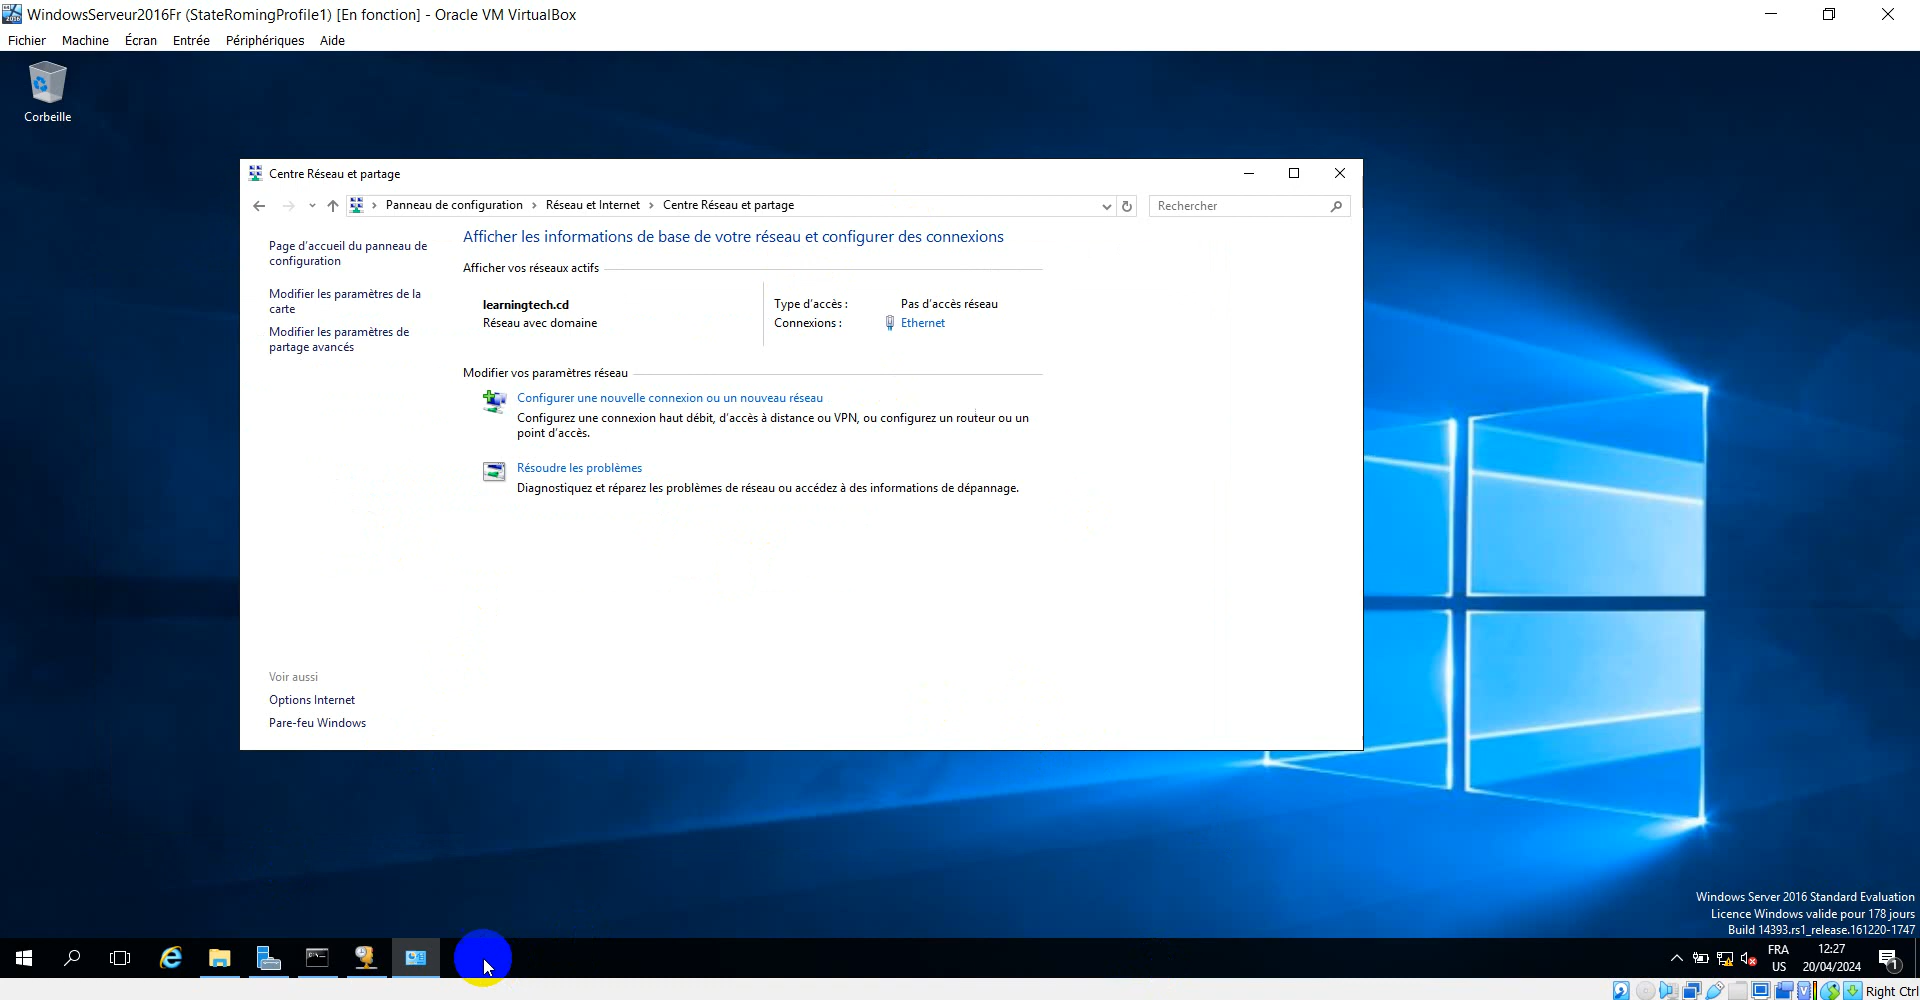 WindowsServeur2016Fr (StateRomingProfile1) [En fonction] - Oracle VM VirtualBox
Fichier Machine Écran Entrée Périphériques Aide
Corbeille
Centre Réseau et partage
Panneau de configuration Réseau et Internet Centre Réseau et partage
Rechercher
Page d'accueil du panneau de
configuration
Modifier les paramètres de la
carte
Modifier les paramètres de
partage avancés
Afficher les informations de base de votre réseau et configurer des connexions
Afficher vos réseaux actifs
learningtech.cd
Réseau avec domaine
Type d'accès : Pas d'accès réseau
Connexions : Ethernet
Modifier vos paramètres réseau
Configurer une nouvelle connexion ou un nouveau réseau
Configurez une connexion haut débit, d'accès à distance ou VPN, ou configurez un routeur ou un
point d'accès.
Résoudre les problèmes
Diagnostiquez et réparez les problèmes de réseau ou accédez à des informations de dépannage.
Voir aussi
Options Internet
Pare-feu Windows
Windows Server 2016 Standard Evaluation
Licence Windows valide pour 178 jours
Build 14393.rs1_release.161220-1747
FRA
US
12:27
20/04/2024
1
Right Ctrl